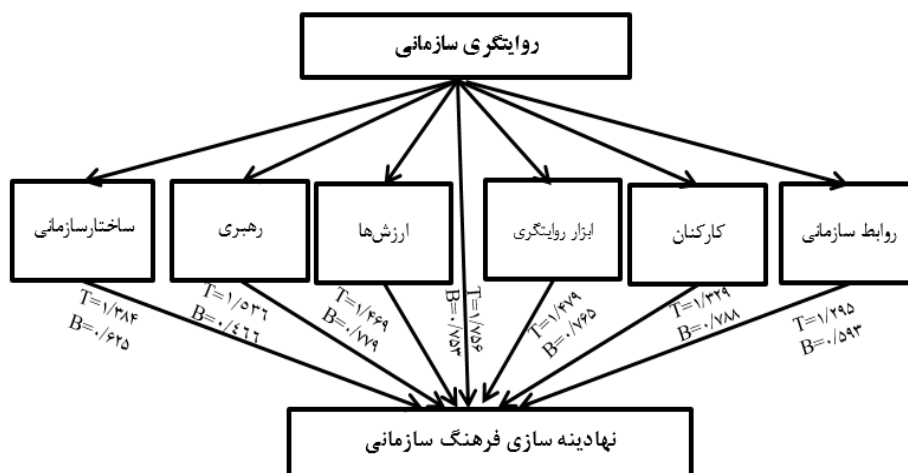 روایتگری سازمانی
روابط سازمانی
کارکنان
ابزار روایتگری
ارزش‌ها
رهبری
ساختارسازمانی
T=۱/۲۹۵
B=۰/۵۹۳
T=۱/۳۲۹
B=۰/۷۸۸
T=۱/۴۷۹
B=۰/۷۶۵
T=۱/۷۵۶
B=۰/۷۵۳
T=۱/۴۶۹
B=۰/۷۷۹
T=۱/۵۳۶
B=۰/۴۶۶
T=۱/۳۸۴
B=۰/۶۲۵
نهادینه سازی فرهنگ سازمانی